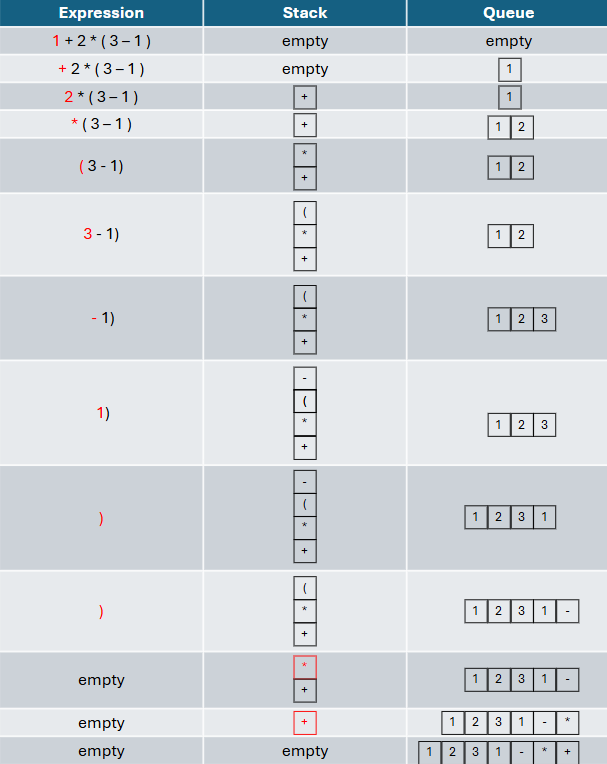 Expression Stack Queue
1 + 2 * ( 3 – 1 ) empty empty
+ 2 * ( 3 – 1 ) empty 1
2 * ( 3 – 1 ) + 1
* ( 3 – 1 ) + 1 2
( 3 - 1) * + 1 2
3 - 1) ( * + 1 2
- 1) ( * + 1 2 3
1) - ( * + 1 2 3
) - ( * + 1 2 3 1
) ( * + 1 2 3 1 -
empty * + 1 2 3 1 -
empty + 1 2 3 1 - *
empty empty 1 2 3 1 - * +